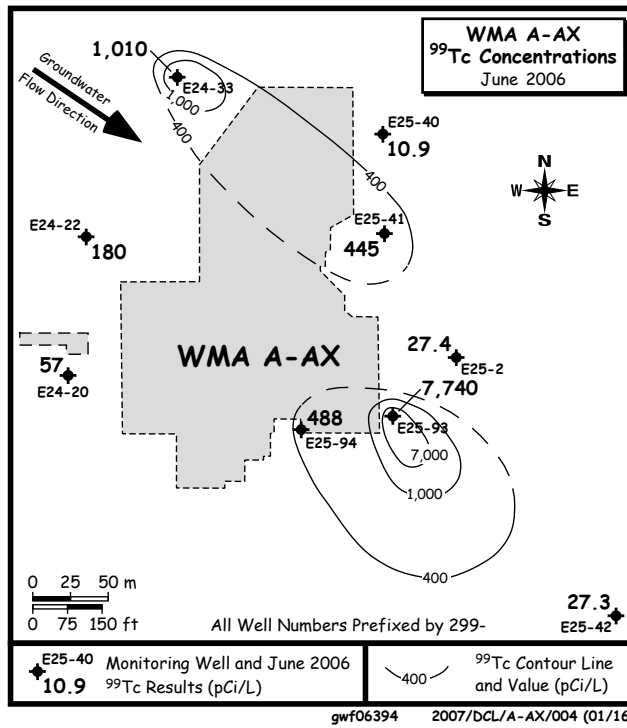 WMA A-AX
⁹⁹Tc Concentrations
June 2006
Groundwater
Flow Direction
1,010
E24-33
1,000
400
E25-40
10.9
400
N
W E
S
E24-22
180
E25-41
445
57
E24-20
WMA A-AX
27.4
E25-2
7,740
E25-93
488
E25-94
7,000
1,000
400
0 25 50 m
0 75 150 ft
All Well Numbers Prefixed by 299-
27.3
E25-42
E25-40
10.9
Monitoring Well and June 2006
⁹⁹Tc Results (pCi/L)
400
⁹⁹Tc Contour Line
and Value (pCi/L)
gwf06394 2007/DCL/A-AX/004 (01/16